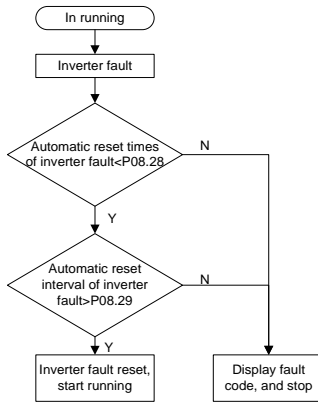 In running
Inverter fault
Automatic reset times
of inverter fault<P08.28
N
Y
Automatic reset
interval of inverter
fault>P08.29
N
Y
Inverter fault reset,
start running
Display fault
code, and stop